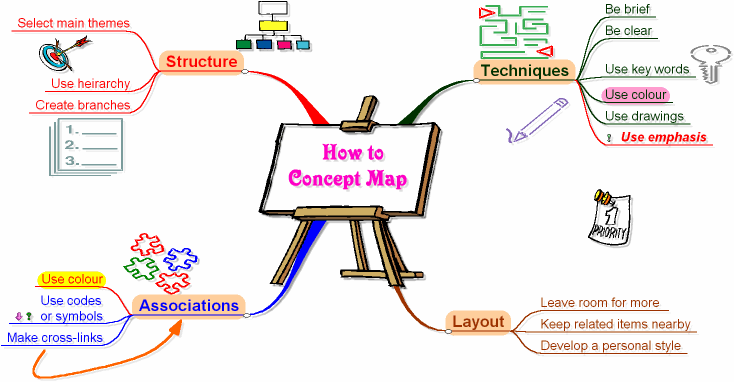 How to
Concept Map
Structure
Select main themes
Use heirarchy
Create branches
1.
2.
3.
Techniques
Be brief
Be clear
Use key words
Use colour
Use drawings
? Use emphasis
1
PRIORITY
Associations
Use colour
Use codes
? or symbols
Make cross-links
Layout
Leave room for more
Keep related items nearby
Develop a personal style